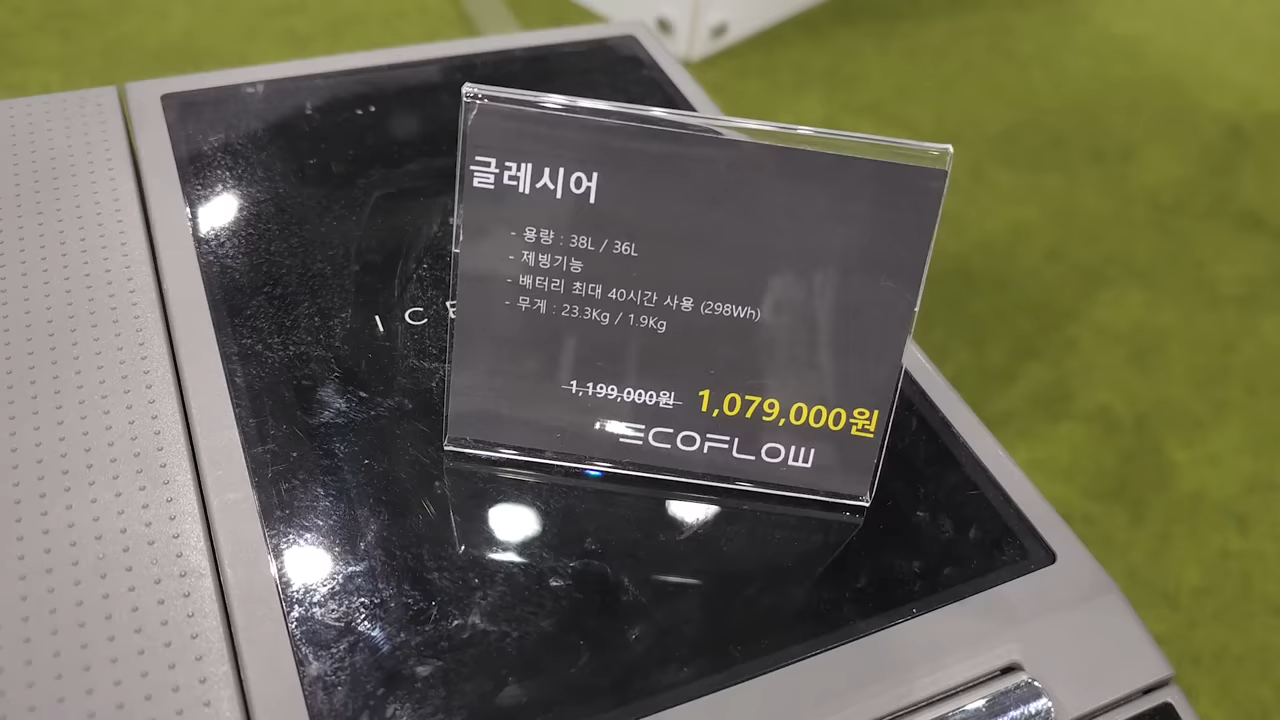 글레시어
- 용량 : 38L / 36L
- 제빙기능
- 배터리 최대 40시간 사용 (298Wh)
- 무게 : 23.3Kg / 1.9Kg
1,199,000원 1,079,000원
ECOFLOW
ICE